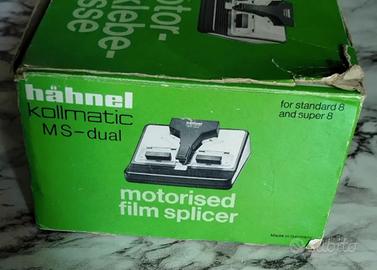 otor-
klebe-
sse
hähnel
kollmatic
MS-dual
for standard 8
and super 8
motorised
film splicer
Made in Germany
subito